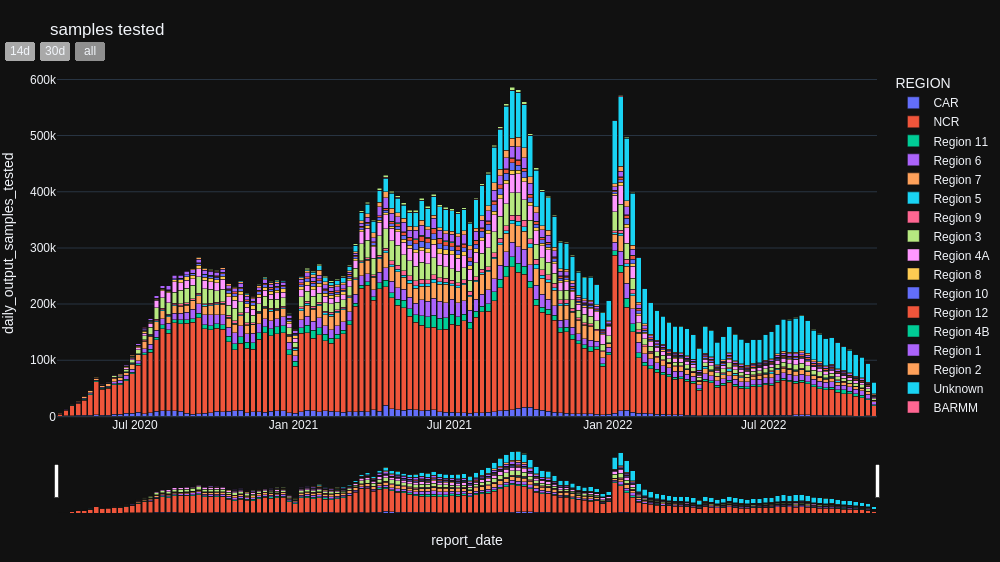 samples tested
14d 30d all
daily_output_samples_tested
600k
500k
400k
300k
200k
100k
0
Jul 2020 Jan 2021 Jul 2021 Jan 2022 Jul 2022
report_date
REGION
CAR
NCR
Region 11
Region 6
Region 7
Region 5
Region 9
Region 3
Region 4A
Region 8
Region 10
Region 12
Region 4B
Region 1
Region 2
Unknown
BARMM